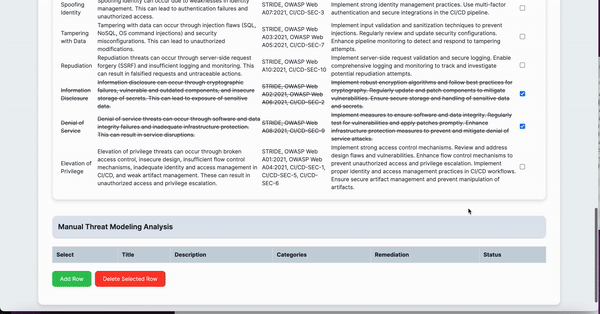 Spoofing Identity
Spoofing identity can occur due to weaknesses in identity management. This can lead to authentication failures and unauthorized access.
STRIDE, OWASP Web A07:2021, CI/CD-SEC-3
Implement strong identity management practices. Use multi-factor authentication and secure integrations in the CI/CD pipeline.
Tampering with Data
Tampering with data can occur through injection flaws (SQL, NoSQL, OS command injections) and security misconfigurations. This can lead to unauthorized modifications.
STRIDE, OWASP Web A03:2021, OWASP Web A05:2021, CI/CD-SEC-7
Implement input validation and sanitization techniques to prevent injections. Regularly review and update security configurations. Enhance pipeline monitoring to detect and respond to tampering attempts.
Repudiation
Repudiation threats can occur through server-side request forgery (SSRF) and insufficient logging and monitoring. This can result in falsified requests and untraceable actions.
STRIDE, OWASP Web A10:2021, CI/CD-SEC-10
Implement server-side request validation and secure logging. Enable comprehensive logging and monitoring to track and investigate potential repudiation attempts.
Information Disclosure
Information disclosure can occur through cryptographic failures, vulnerable and outdated components, and insecure storage of secrets. This can lead to exposure of sensitive data.
STRIDE, OWASP Web A02:2021, OWASP Web A06:2021, CI/CD-SEC-2
Implement robust encryption algorithms and follow best practices for cryptography. Regularly update and patch components to mitigate vulnerabilities. Ensure secure storage and handling of sensitive data and secrets.
Denial of Service
Denial of service threats can occur through software and data integrity failures and inadequate infrastructure protection. This can result in service disruptions.
STRIDE, OWASP Web A08:2021, CI/CD-SEC-9
Implement measures to ensure software and data integrity. Regularly test for vulnerabilities and apply patches promptly. Enhance infrastructure protection measures to prevent and mitigate denial of service attacks.
Elevation of Privilege
Elevation of privilege threats can occur through broken access control, insecure design, insufficient flow control mechanisms, inadequate identity and access management in CI/CD, and weak artifact management. These can result in unauthorized access and privilege escalation.
STRIDE, OWASP Web A01:2021, OWASP Web A04:2021, CI/CD-SEC-1, CI/CD-SEC-5, CI/CD-SEC-6
Implement strong access control mechanisms. Review and address design flaws and vulnerabilities. Enhance flow control mechanisms to prevent unauthorized access and privilege escalation. Implement proper identity and access management practices in CI/CD workflows. Ensure secure artifact management and prevent manipulation of artifacts.
Manual Threat Modeling Analysis
Select Title Description Categories Remediation Status
Add Row Delete Selected Row